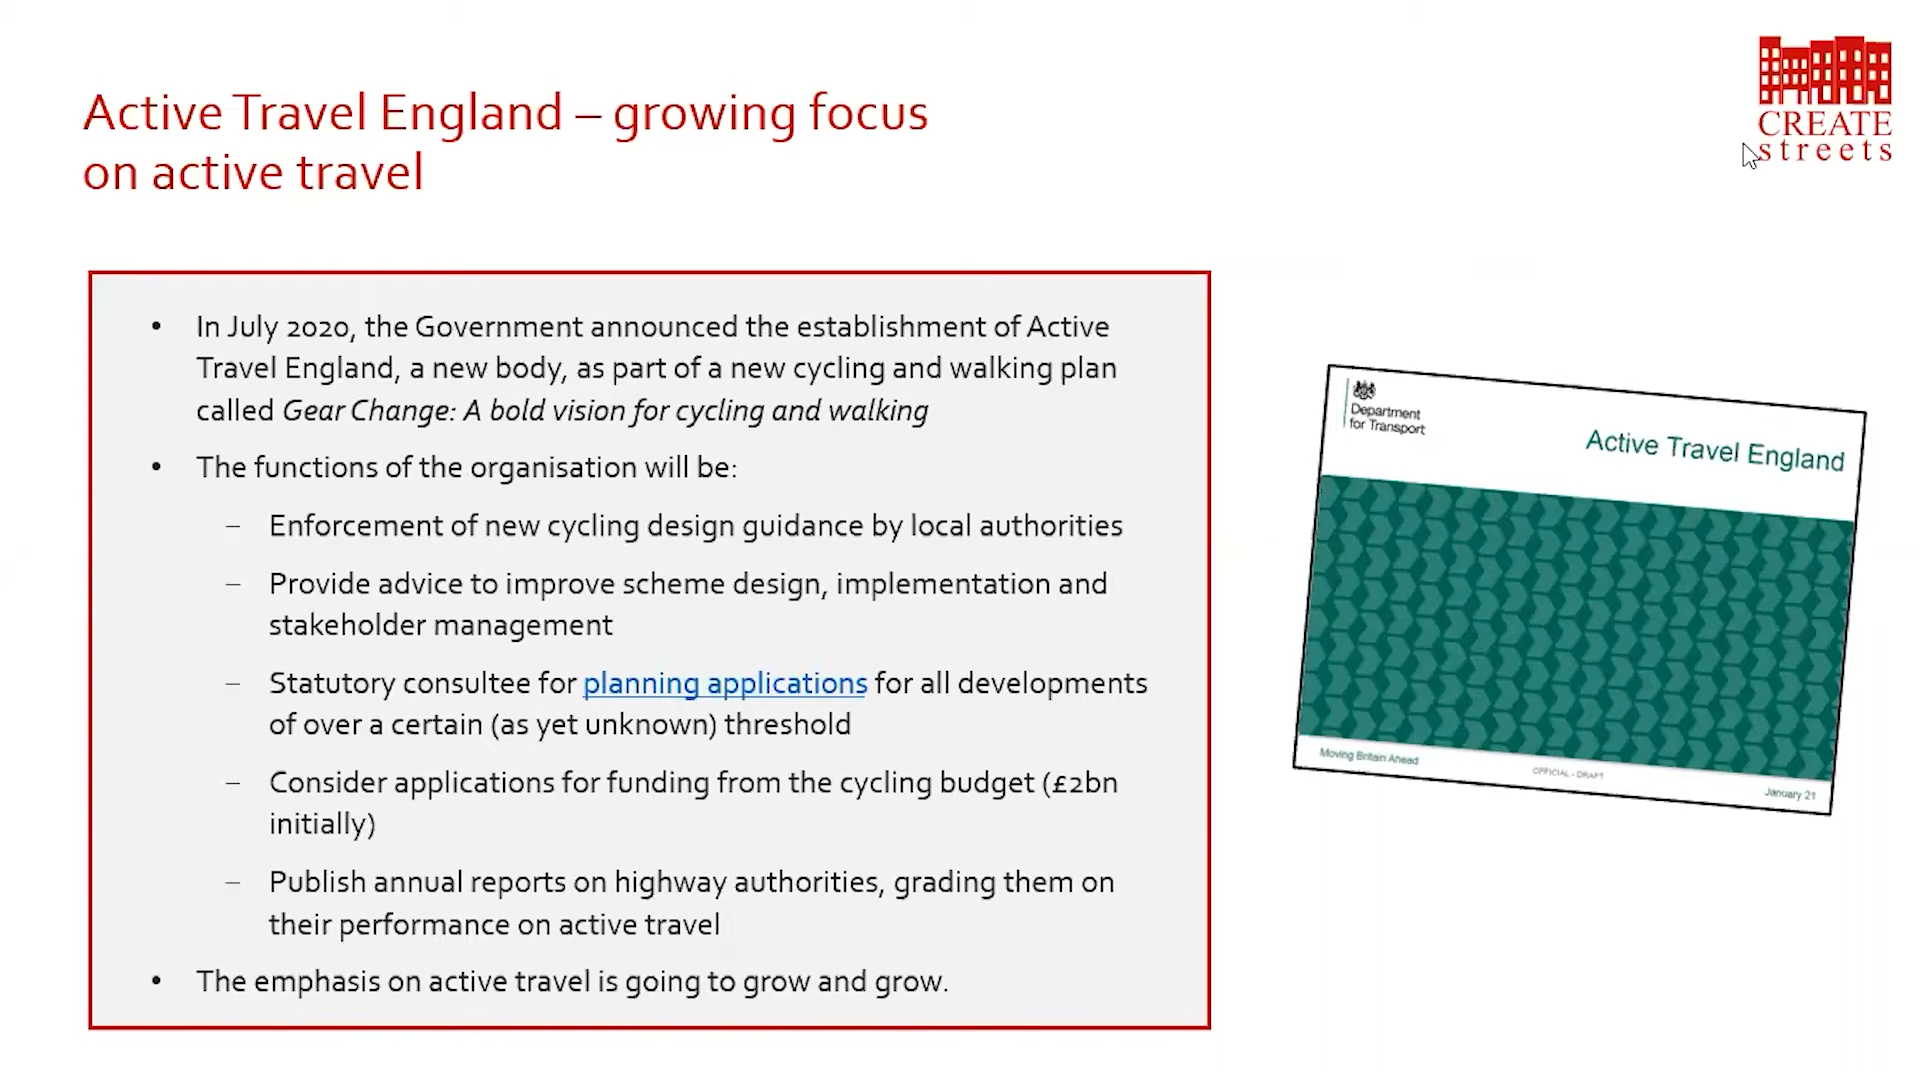 Active Travel England – growing focus
on active travel
CREATE
streets
• In July 2020, the Government announced the establishment of Active
Travel England, a new body, as part of a new cycling and walking plan
called Gear Change: A bold vision for cycling and walking
• The functions of the organisation will be:
– Enforcement of new cycling design guidance by local authorities
– Provide advice to improve scheme design, implementation and
stakeholder management
– Statutory consultee for planning applications for all developments
of over a certain (as yet unknown) threshold
– Consider applications for funding from the cycling budget (£2bn
initially)
– Publish annual reports on highway authorities, grading them on
their performance on active travel
• The emphasis on active travel is going to grow and grow.
Department
for Transport
Active Travel England
Moving Britain Ahead
OFFICIAL - DRAFT
January 21